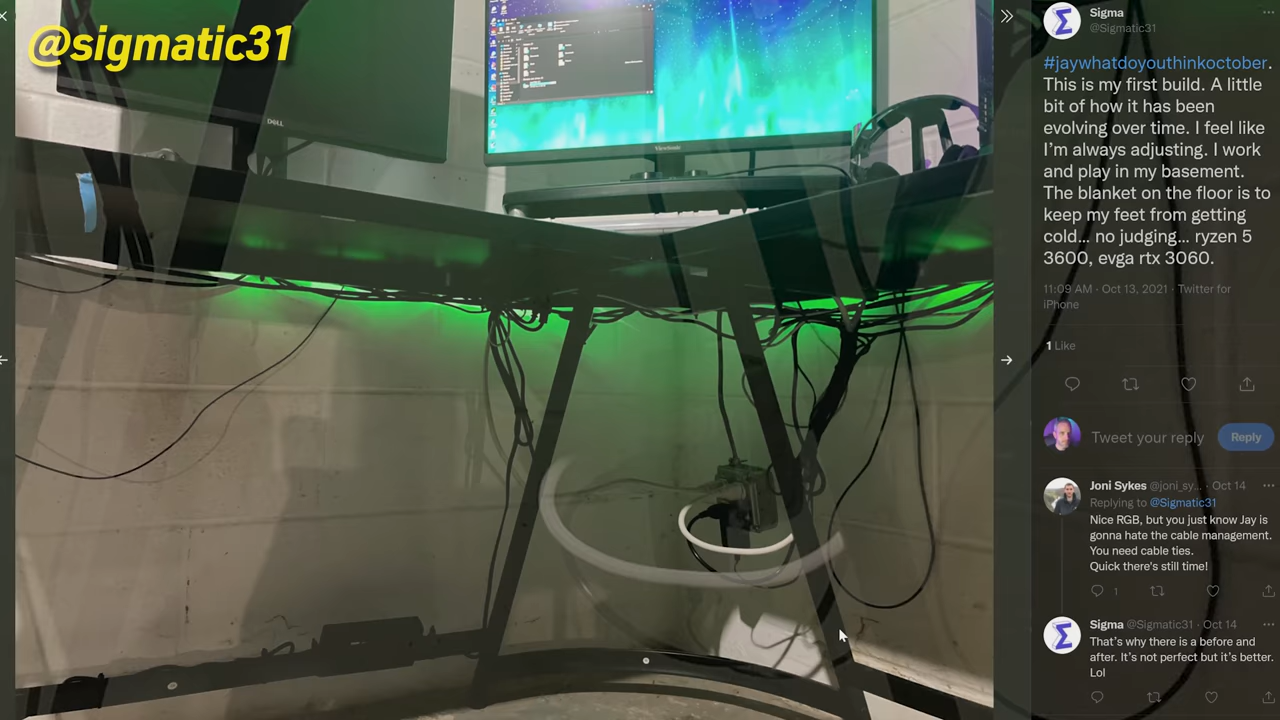 @sigmatic31
DELL
ViewSonic
Sigma
@Sigmatic31
#jaywhatdoyouthinkoctober.
This is my first build. A little
bit of how it has been
evolving over time. I feel like
I'm always adjusting. I work
and play in my basement.
The blanket on the floor is to
keep my feet from getting
cold... no judging... ryzen 5
3600, evga rtx 3060.
11:09 AM · Oct 13, 2021 · Twitter for
iPhone
1 Like
Tweet your reply
Reply
Joni Sykes @joni_sy... · Oct 14
Replying to @Sigmatic31
Nice RGB, but you just know Jay is
gonna hate the cable management.
You need cable ties.
Quick there's still time!
1
Sigma @Sigmatic31 · Oct 14
That's why there is a before and
after. It's not perfect but it's better.
Lol